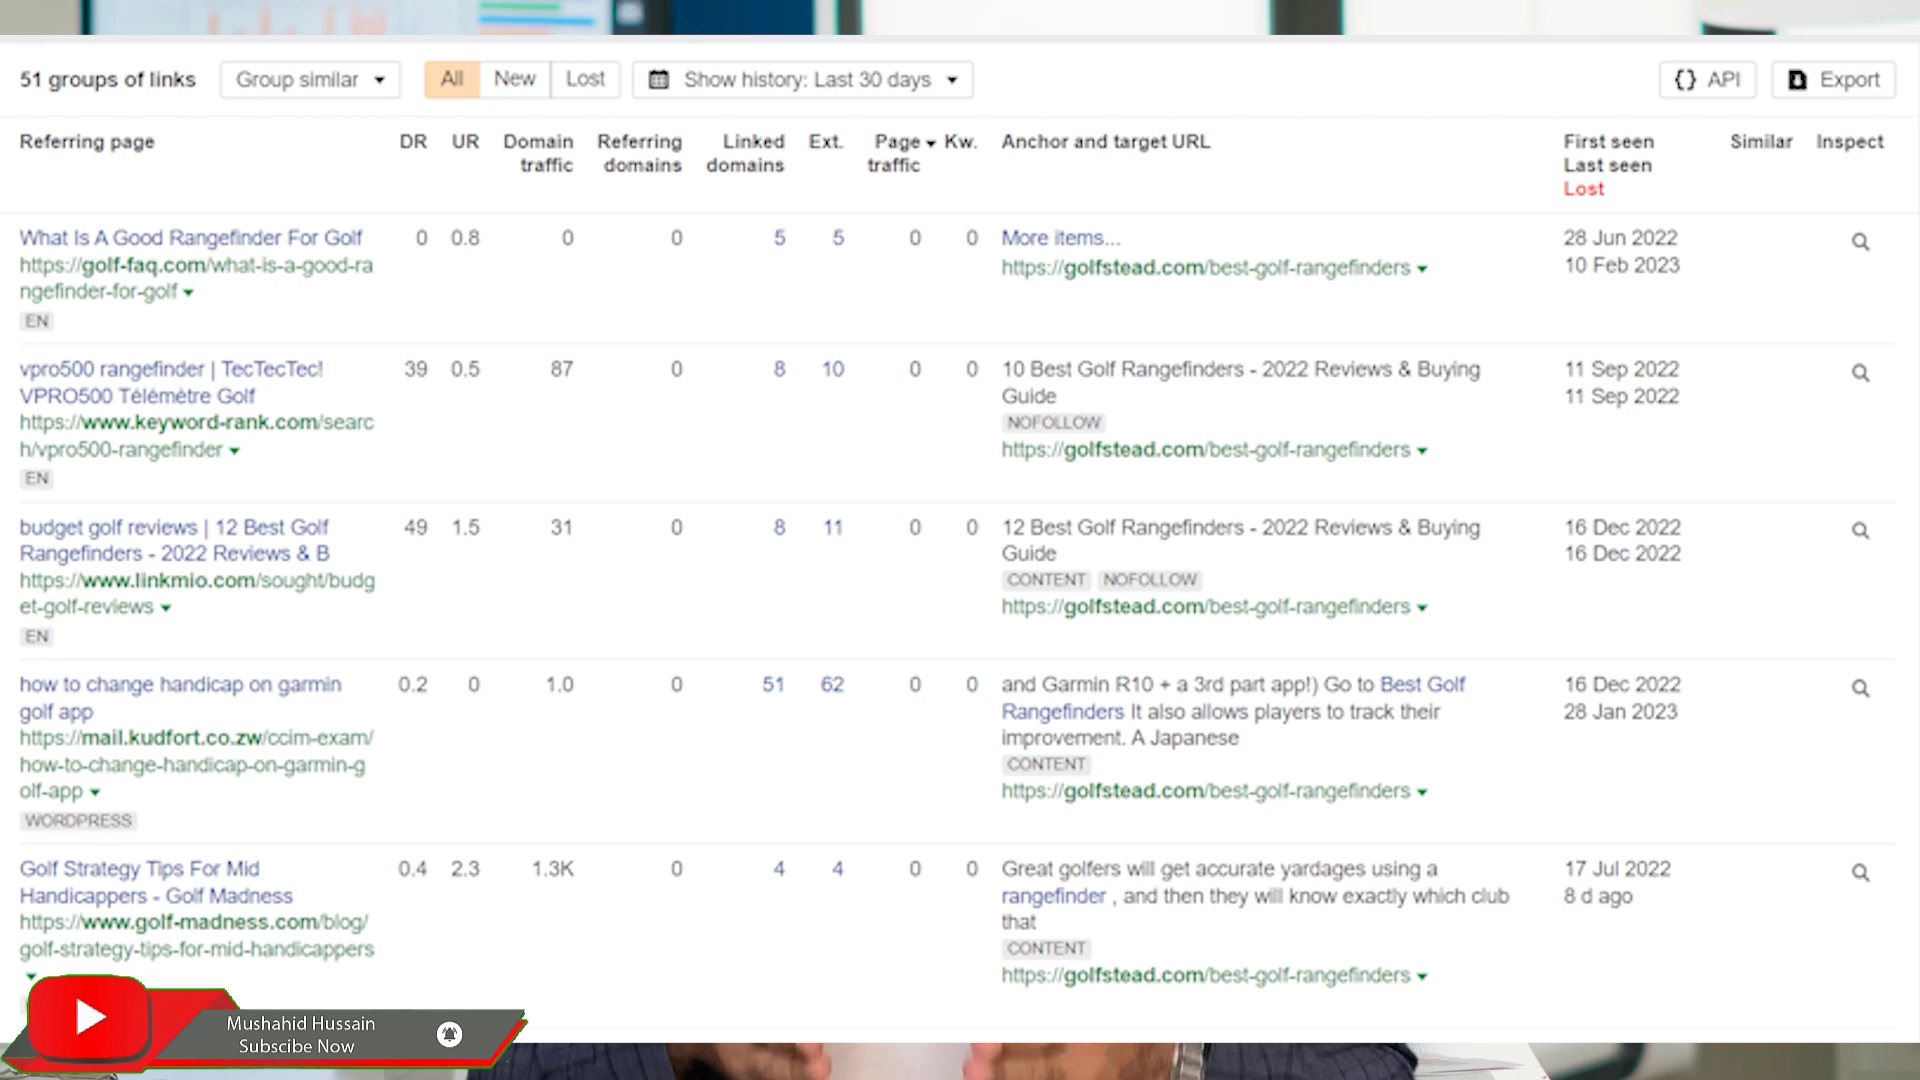 51 groups of links Group similar All New Lost Show history: Last 30 days {} API Export
Referring page DR UR Domain traffic Referring domains Linked domains Ext. Page traffic Kw. Anchor and target URL First seen Last seen Lost Similar Inspect
What Is A Good Rangefinder For Golf 0 0.8 0 0 5 5 0 0 More items... 28 Jun 2022
https://golf-faq.com/what-is-a-good-ra https://golfstead.com/best-golf-rangefinders 10 Feb 2023
ngefinder-for-golf
EN
vpro500 rangefinder | TecTecTec! 39 0.5 87 0 8 10 0 0 10 Best Golf Rangefinders - 2022 Reviews & Buying 11 Sep 2022
VPRO500 Télémètre Golf Guide 11 Sep 2022
https://www.keyword-rank.com/searc NOFOLLOW
h/vpro500-rangefinder https://golfstead.com/best-golf-rangefinders
EN
budget golf reviews | 12 Best Golf 49 1.5 31 0 8 11 0 0 12 Best Golf Rangefinders - 2022 Reviews & Buying 16 Dec 2022
Rangefinders - 2022 Reviews & B Guide 16 Dec 2022
https://www.linkmio.com/sought/budg CONTENT NOFOLLOW
et-golf-reviews https://golfstead.com/best-golf-rangefinders
EN
how to change handicap on garmin 0.2 0 1.0 0 51 62 0 0 and Garmin R10 + a 3rd part app!) Go to Best Golf 16 Dec 2022
golf app Rangefinders It also allows players to track their 28 Jan 2023
https://mail.kudfort.co.zw/ccim-exam/ improvement. A Japanese
how-to-change-handicap-on-garmin-g CONTENT
olf-app https://golfstead.com/best-golf-rangefinders
WORDPRESS
Golf Strategy Tips For Mid 0.4 2.3 1.3K 0 4 4 0 0 Great golfers will get accurate yardages using a 17 Jul 2022
Handicappers - Golf Madness rangefinder , and then they will know exactly which club 8 d ago
https://www.golf-madness.com/blog/ that
golf-strategy-tips-for-mid-handicappers CONTENT
https://golfstead.com/best-golf-rangefinders
Mushahid Hussain
Subscibe Now